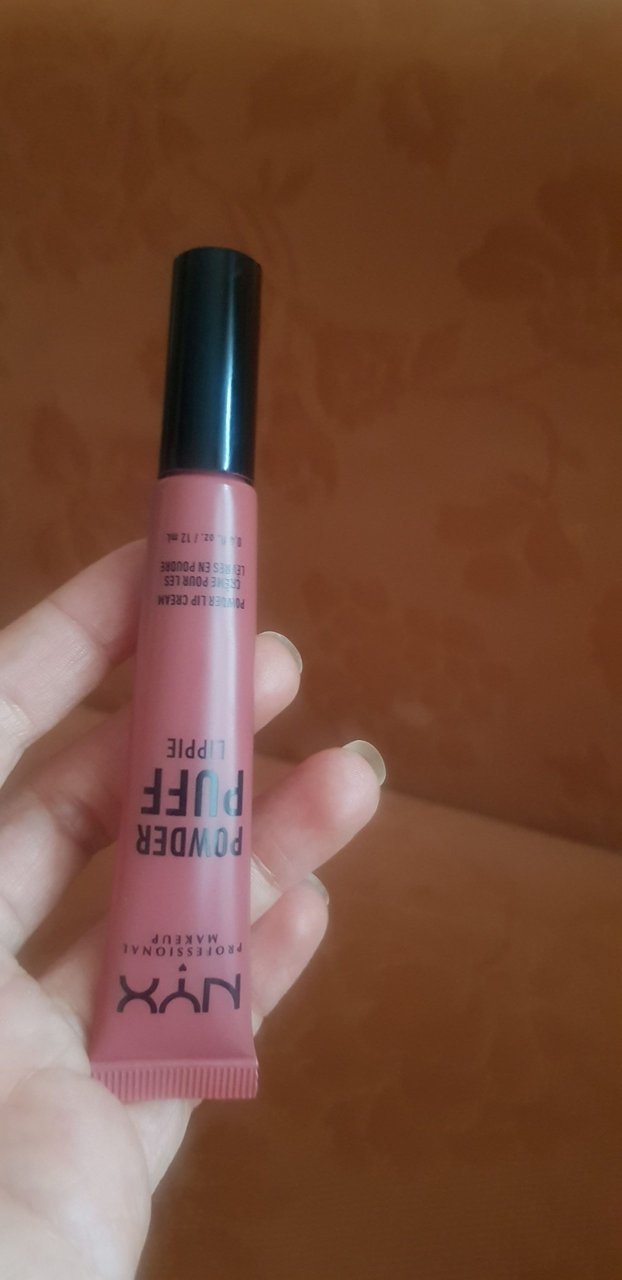 NYX
PROFESSIONAL
MAKEUP
POWDER
PUFF
LIPPIE
POWDER LIP CREAM
CRÈME POUR LES
LÈVRES EN POUDRE
0.4 fl. oz. / 12 mL